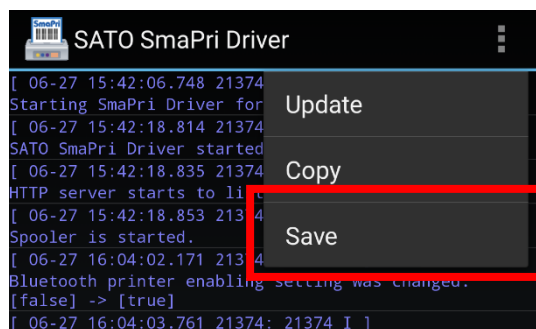 SmaPri
SATO SmaPri Driver
[ 06-27 15:42:06.748 21374
Starting SmaPri Driver for
Update
[ 06-27 15:42:18.814 21374
SATO SmaPri Driver started
[ 06-27 15:42:18.835 21374
Copy
HTTP server starts to
[ 06-27 15:42:18.853 21374
Spooler is started.
Save
[ 06-27 16:04:02.171 21374
Bluetooth printer enabling setting was changed.
[false] -> [true]
[ 06-27 16:04:03.761 21374: 21374 I ]